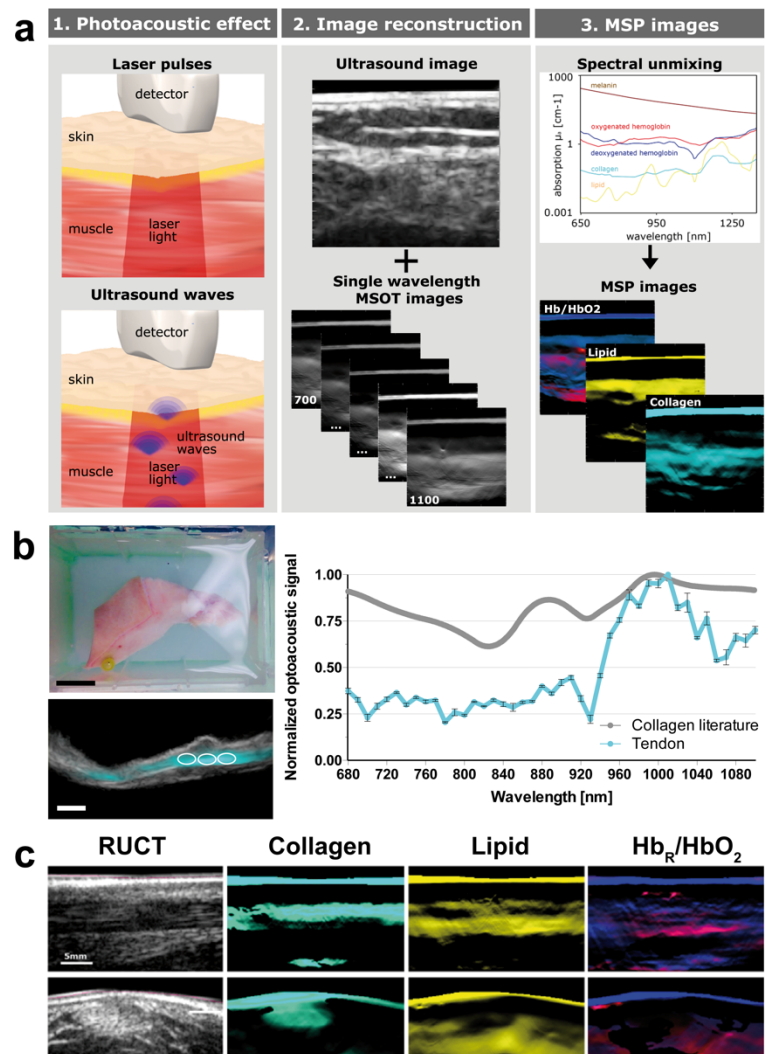 a
1. Photoacoustic effect
2. Image reconstruction
3. MSP images
Laser pulses
detector
skin
muscle
laser
light
Ultrasound waves
detector
skin
ultrasound
waves
muscle
laser
light
Ultrasound image
+
Single wavelength
MSOT images
700
...
...
...
1100
Spectral unmixing
absorption μₐ [cm-1]
1000
1
0.001
melanin
oxygenated hemoglobin
deoxygenated hemoglobin
collagen
lipid
650
950
1250
wavelength [nm]
MSP images
Hb/HbO2
Lipid
Collagen
b
Normalized optoacoustic signal
1.00
0.75
0.50
0.25
0.00
Collagen literature
Tendon
680 720 760 800 840 880 920 960 1000 1040 1080
Wavelength [nm]
c
RUCT
Collagen
Lipid
Hb_R/HbO₂
5mm